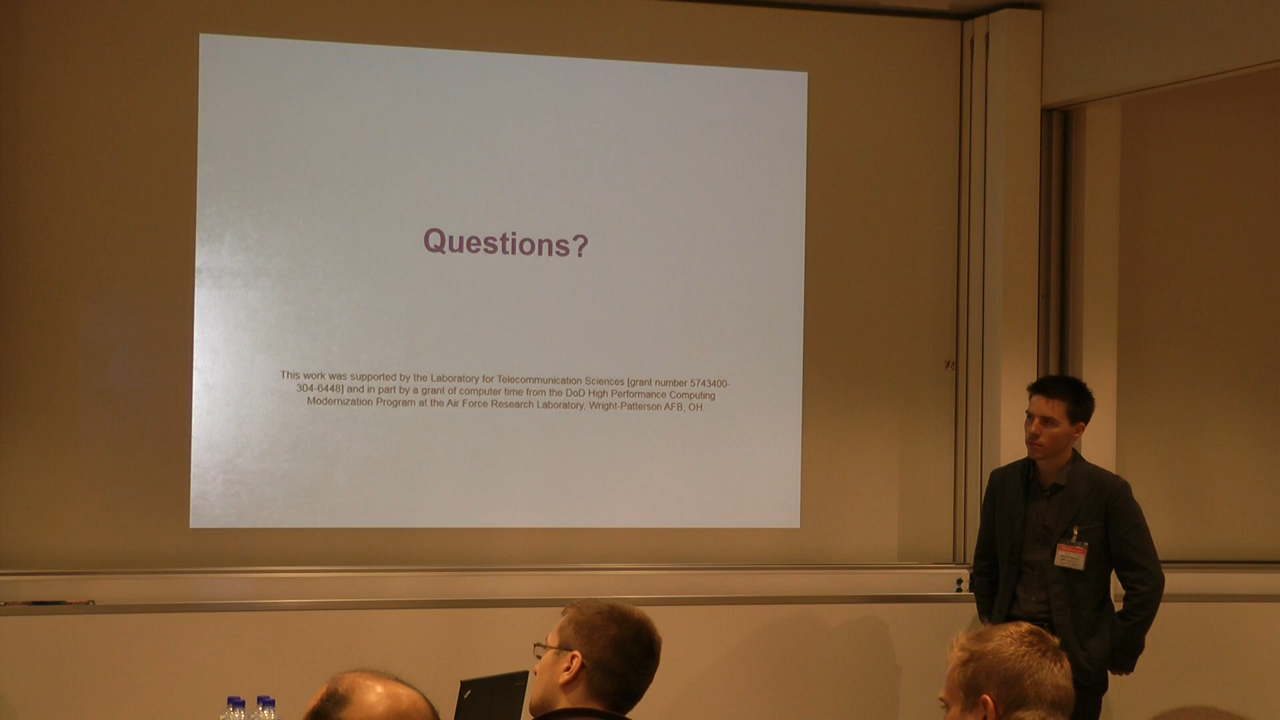 Questions?
This work was supported by the Laboratory for Telecommunication Sciences [grant number 5743400-
304-6448] and in part by a grant of computer time from the DoD High Performance Computing
Modernization Program at the Air Force Research Laboratory, Wright-Patterson AFB, OH